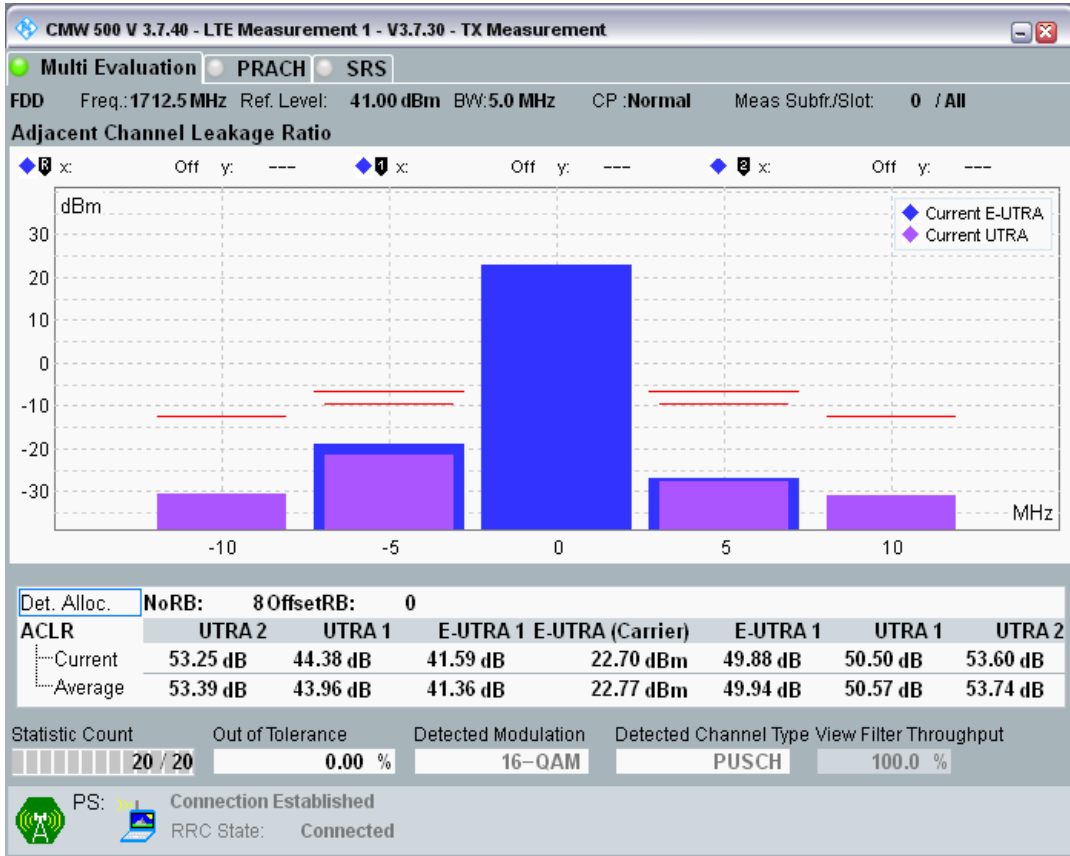 CMW 500 V 3.7.40 - LTE Measurement 1 - V3.7.30 - TX Measurement
Multi Evaluation PRACH SRS
FDD Freq.:1712.5 MHz Ref. Level: 41.00 dBm BW:5.0 MHz CP :Normal Meas Subfr./Slot: 0 / All
Adjacent Channel Leakage Ratio
R x: Off y: --- 1 x: Off y: --- 2 x: Off y: ---
dBm
Current E-UTRA
Current UTRA
30
20
10
0
-10
-20
-30
MHz
-10 -5 0 5 10
Det. Alloc. NoRB: 8 OffsetRB: 0
ACLR UTRA 2 UTRA 1 E-UTRA 1 E-UTRA (Carrier) E-UTRA 1 UTRA 1 UTRA 2
Current 53.25 dB 44.38 dB 41.59 dB 22.70 dBm 49.88 dB 50.50 dB 53.60 dB
Average 53.39 dB 43.96 dB 41.36 dB 22.77 dBm 49.94 dB 50.57 dB 53.74 dB
Statistic Count Out of Tolerance Detected Modulation Detected Channel Type View Filter Throughput
20 / 20 0.00 % 16-QAM PUSCH 100.0 %
PS: Connection Established
RRC State: Connected